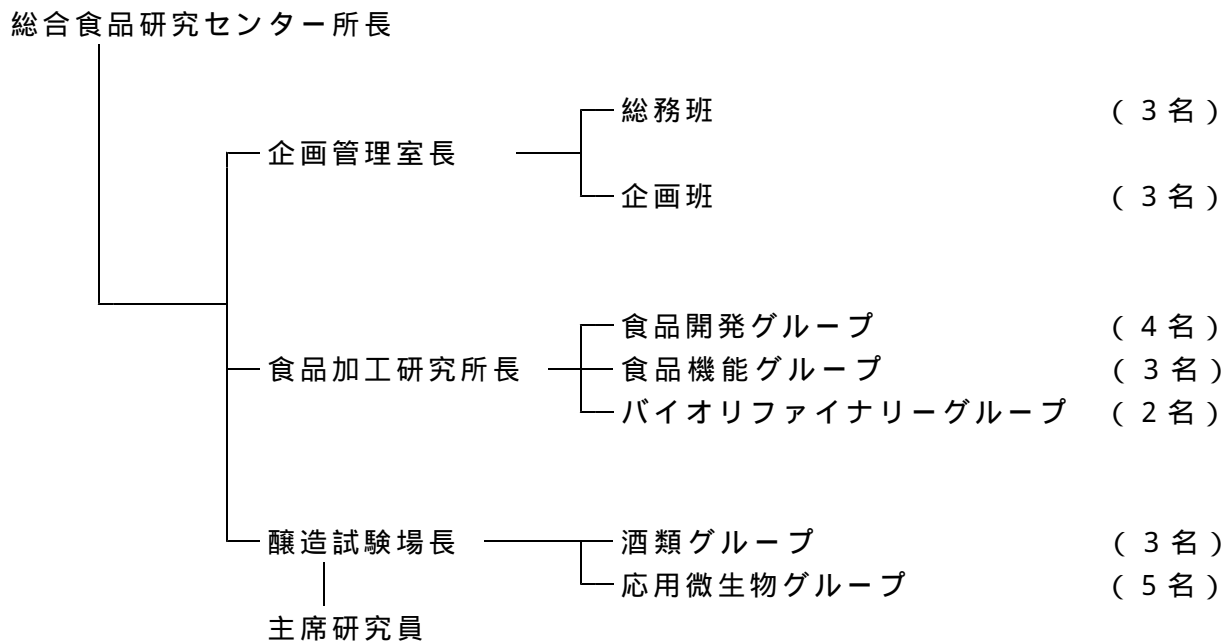 総合食品研究センター所長
総務班 （3名）
企画管理室長
企画班 （3名）
食品開発グループ （4名）
食品加工研究所長 食品機能グループ （3名）
バイオリファイナリーグループ （2名）
醸造試験場長 酒類グループ （3名）
応用微生物グループ （5名）
主席研究員